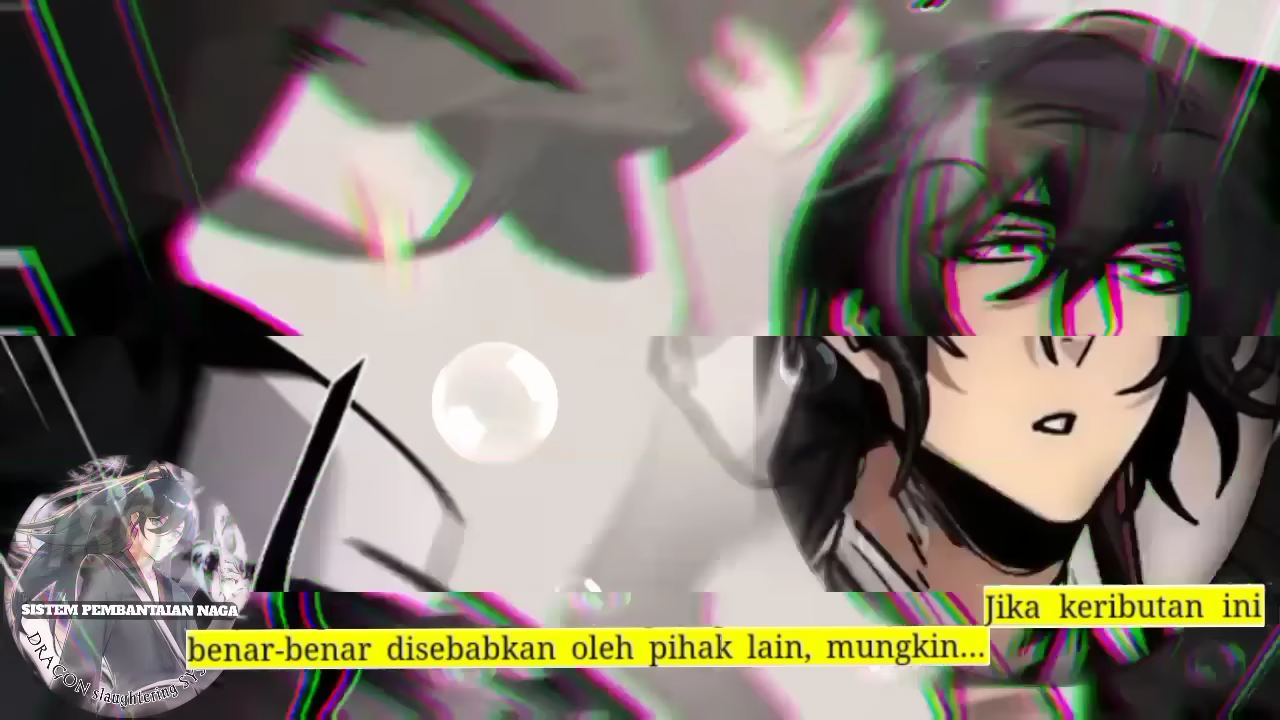 SISTEM PEMBANTAIAN NAGA
DRAGON slaughtering SYS
Jika keributan ini
benar-benar disebabkan oleh pihak lain, mungkin...